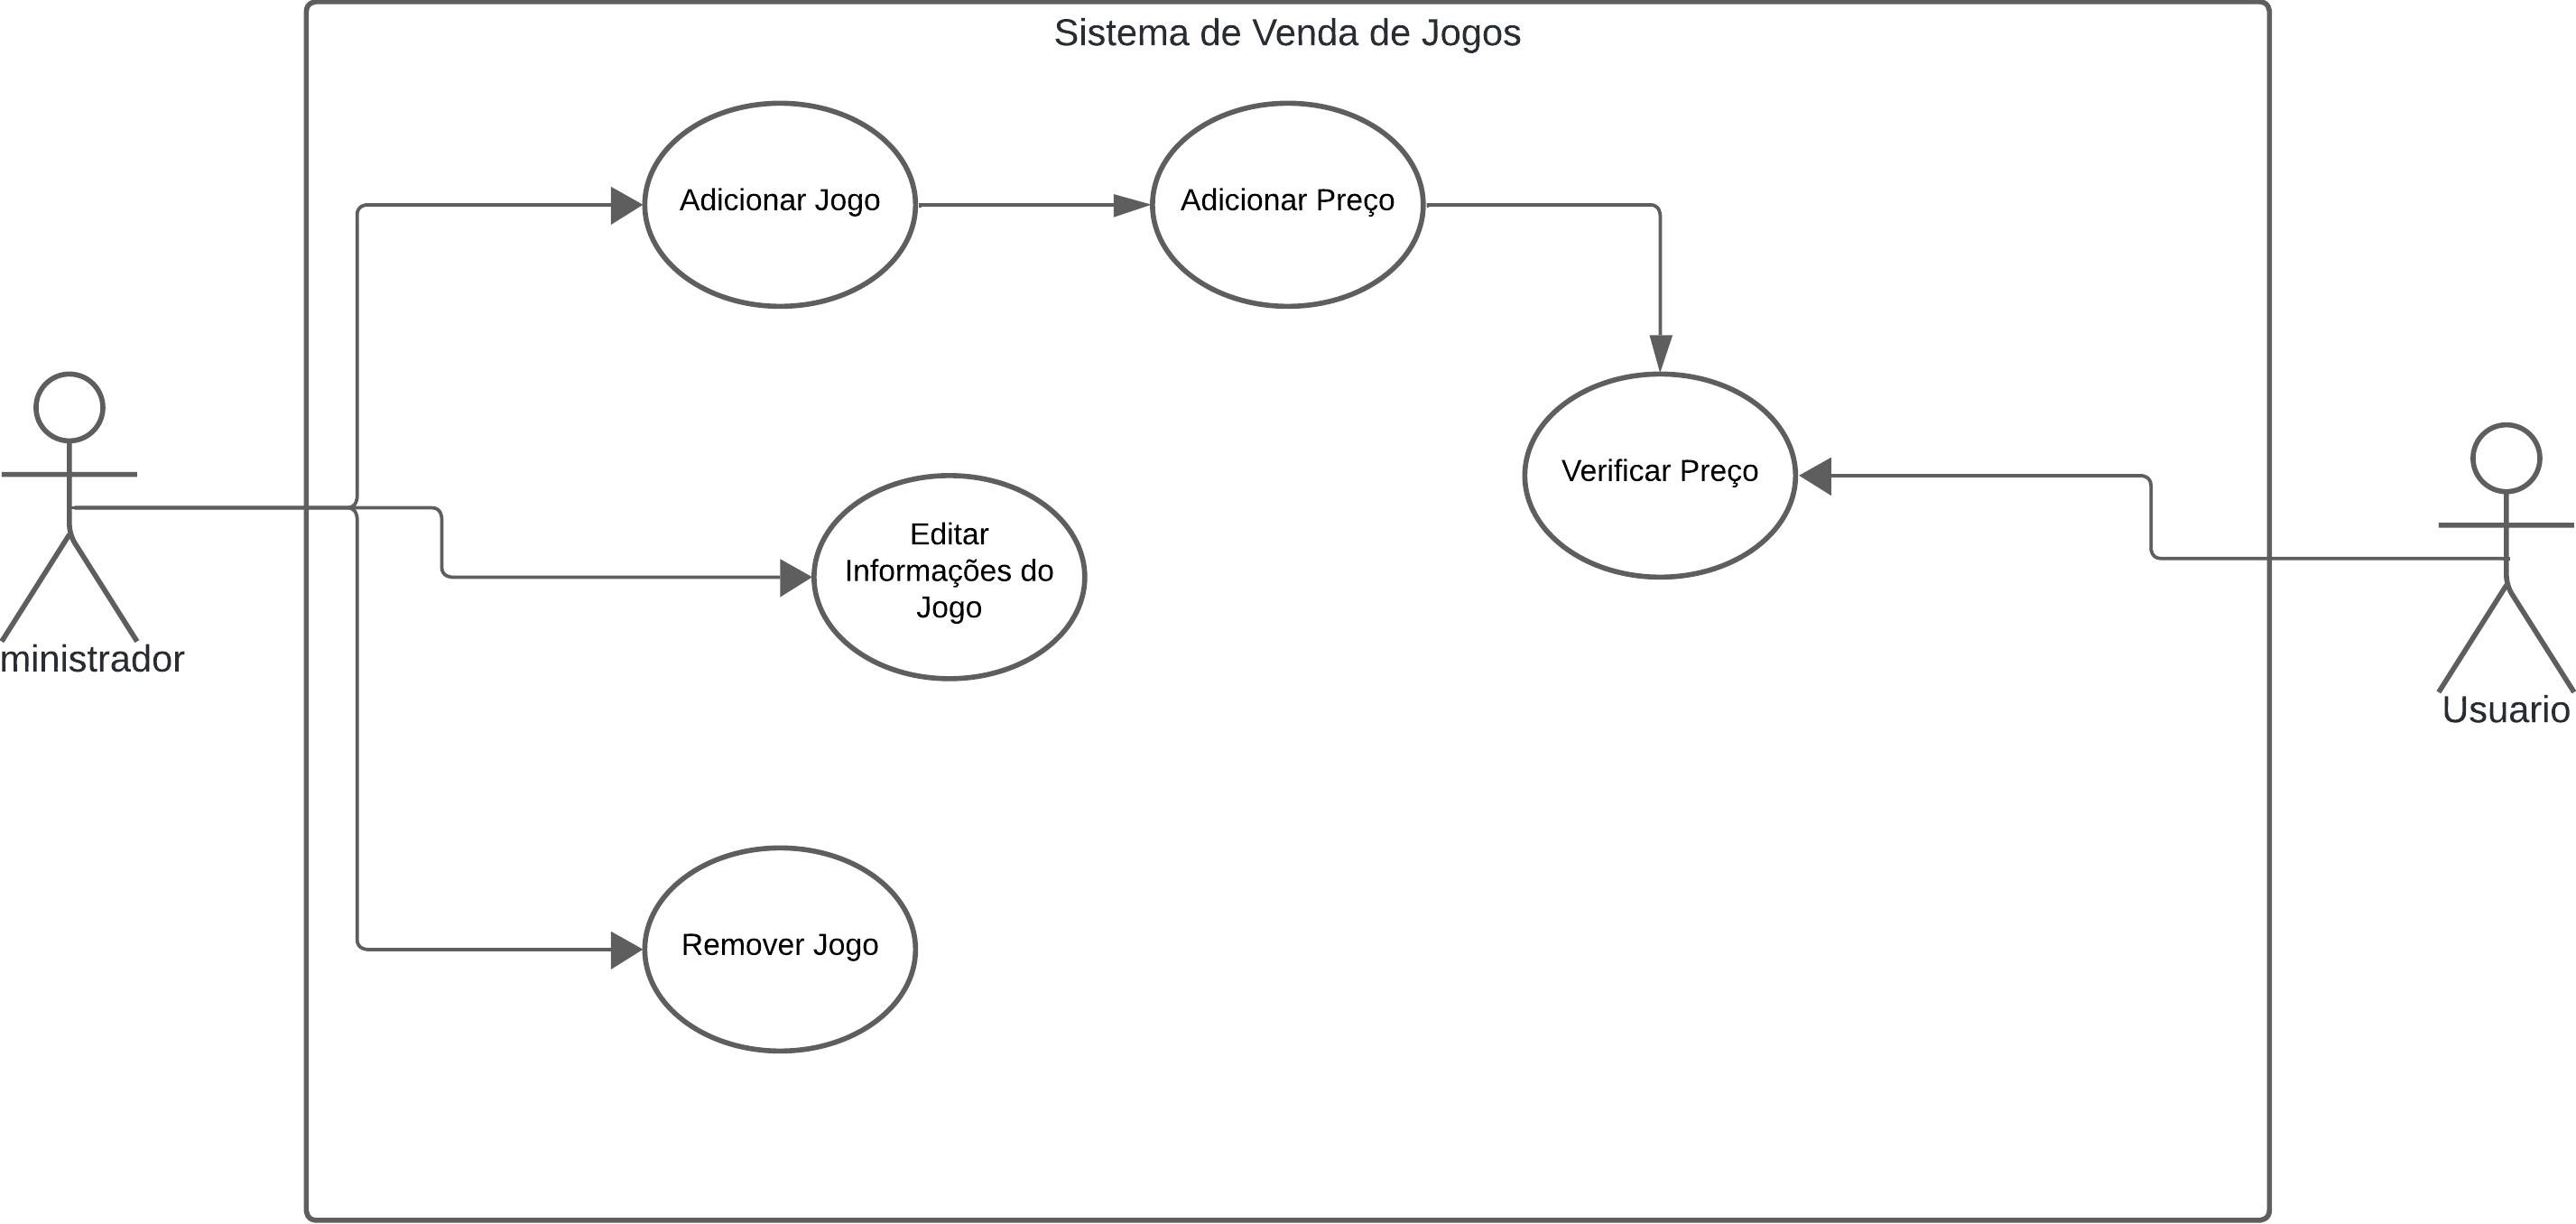 Sistema de Venda de Jogos
Adicionar Jogo
Adicionar Preço
Verificar Preço
Editar
Informações do
Jogo
ministrador
Usuario
Remover Jogo